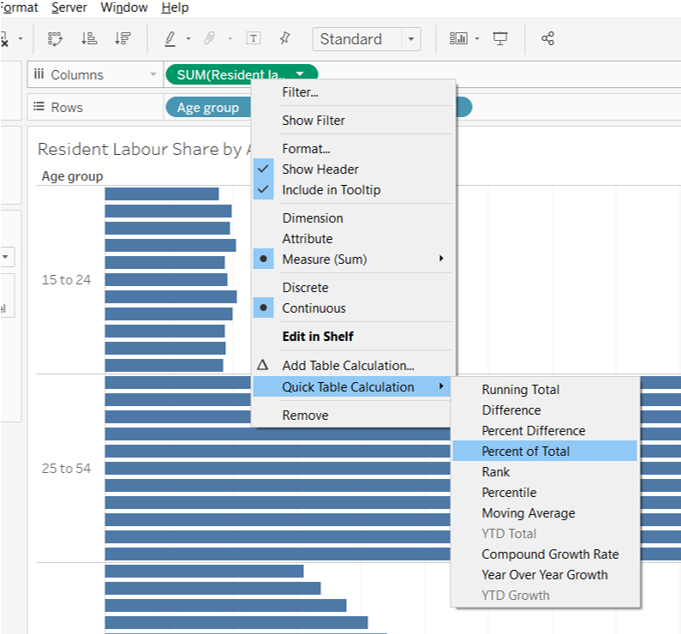 Format Server Window Help
Standard
Columns SUM(Resident la..
Rows Age group
Resident Labour Share by A
Age group
15 to 24
25 to 54
Filter...
Show Filter
Format...
Show Header
Include in Tooltip
Dimension
Attribute
Measure (Sum)
Discrete
Continuous
Edit in Shelf
Add Table Calculation...
Quick Table Calculation
Remove
Running Total
Difference
Percent Difference
Percent of Total
Rank
Percentile
Moving Average
YTD Total
Compound Growth Rate
Year Over Year Growth
YTD Growth